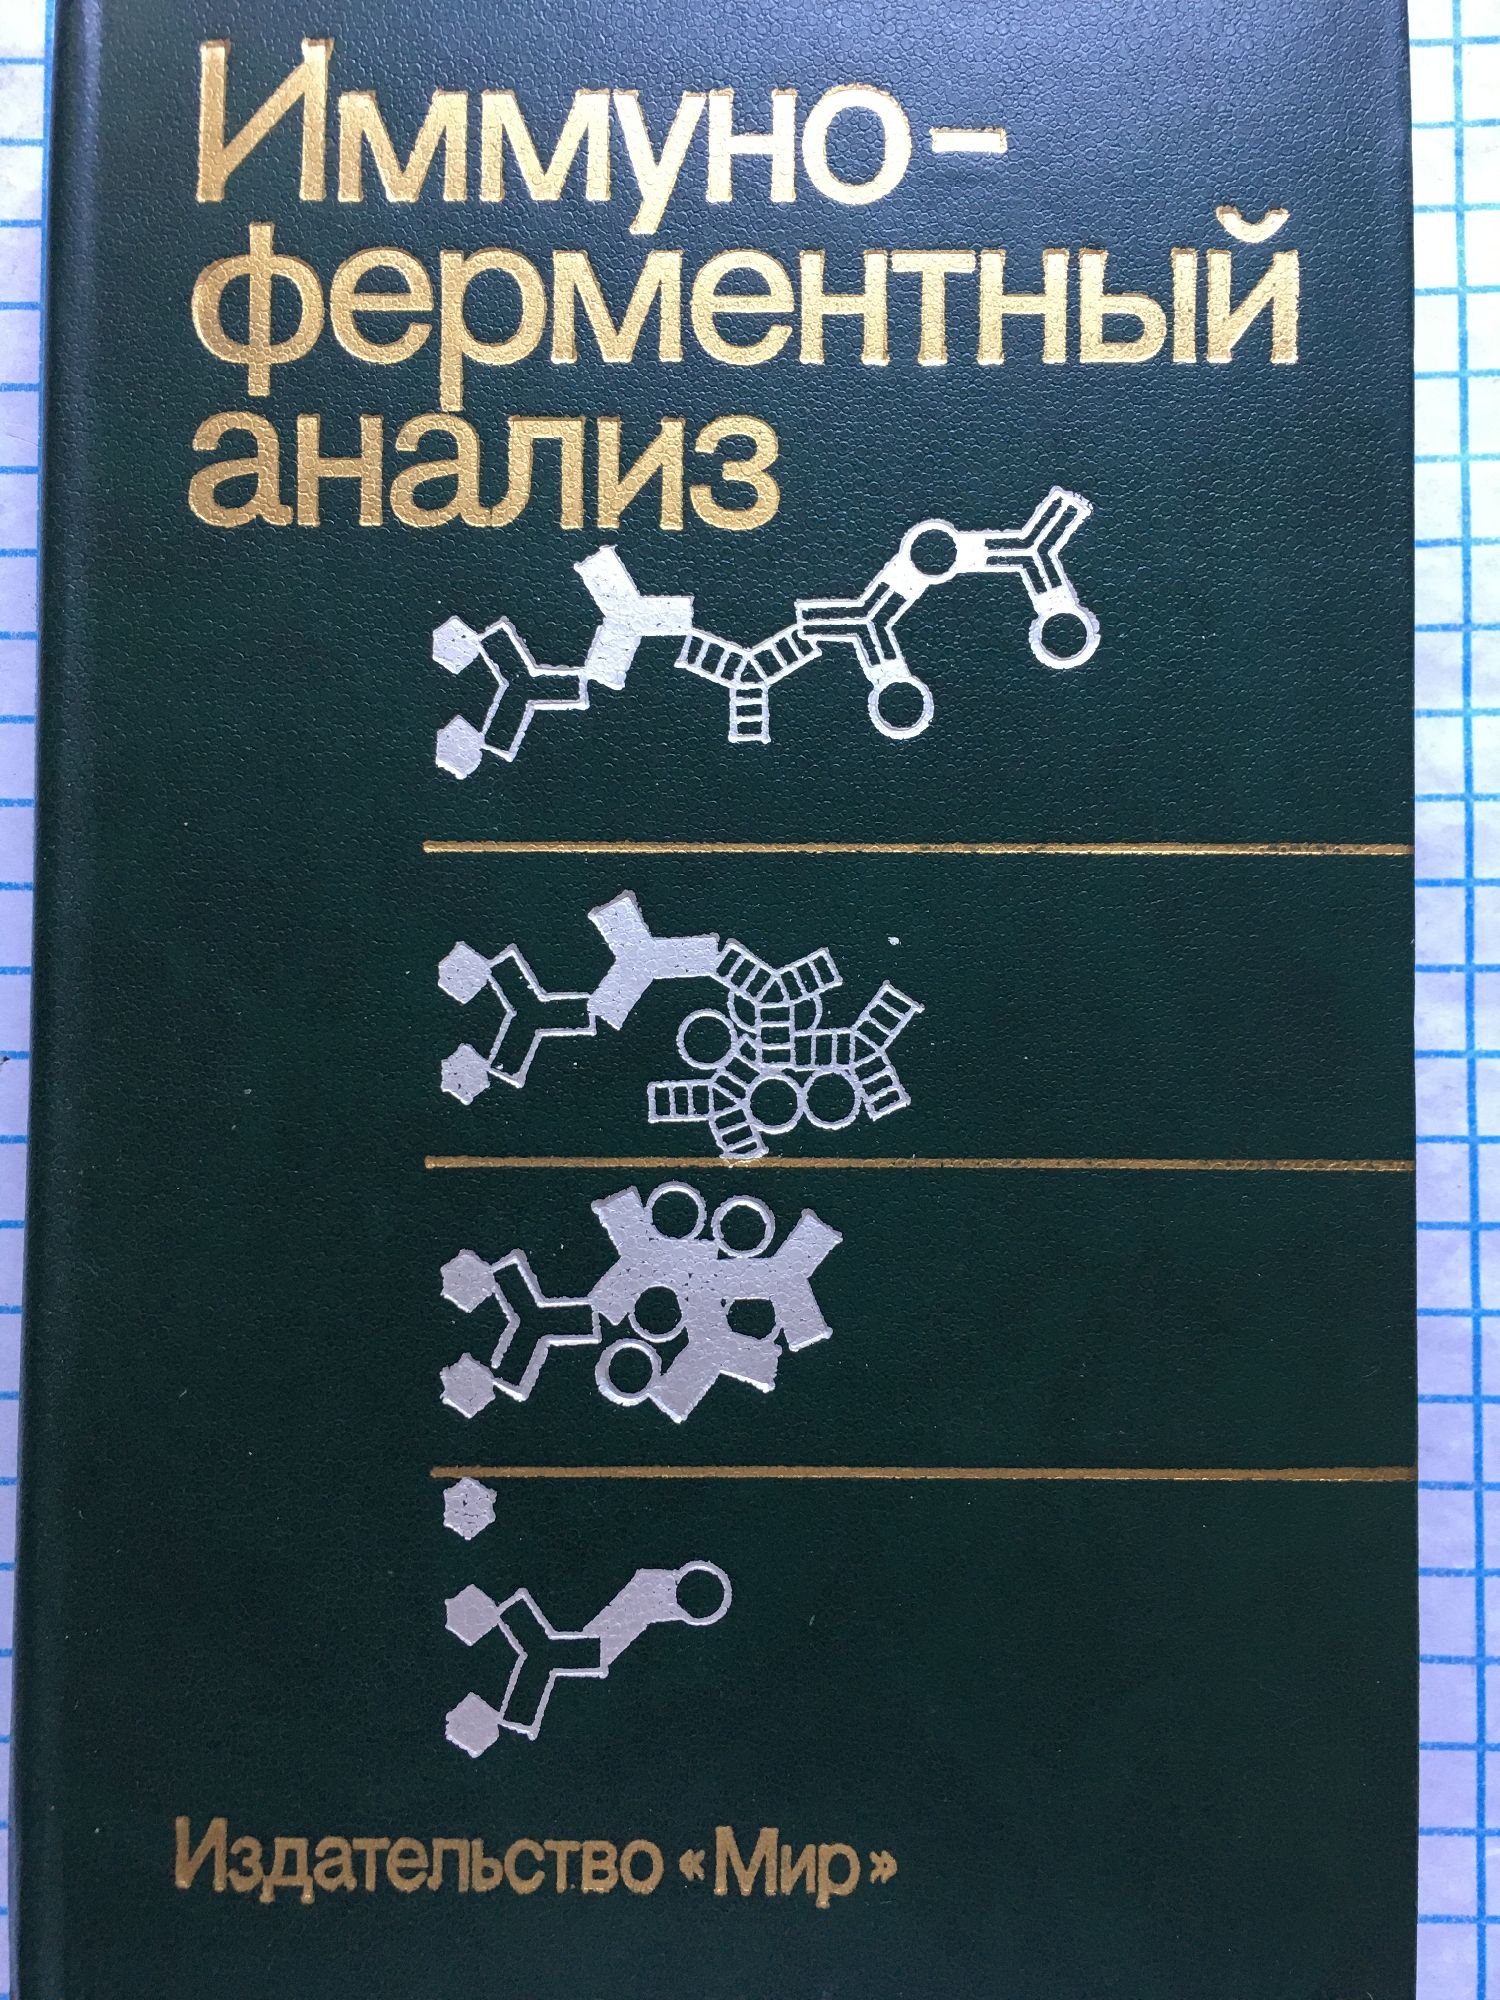 Иммуно-
ферментный
анализ
Издательство «Мир»